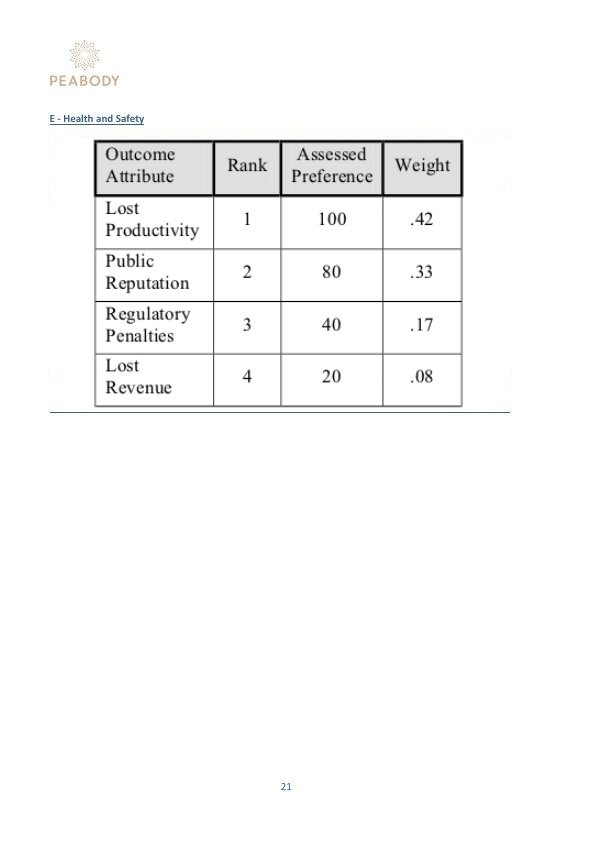 PEABODY
E - Health and Safety
Outcome Attribute | Rank | Assessed Preference | Weight
Lost Productivity | 1 | 100 | .42
Public Reputation | 2 | 80 | .33
Regulatory Penalties | 3 | 40 | .17
Lost Revenue | 4 | 20 | .08
21